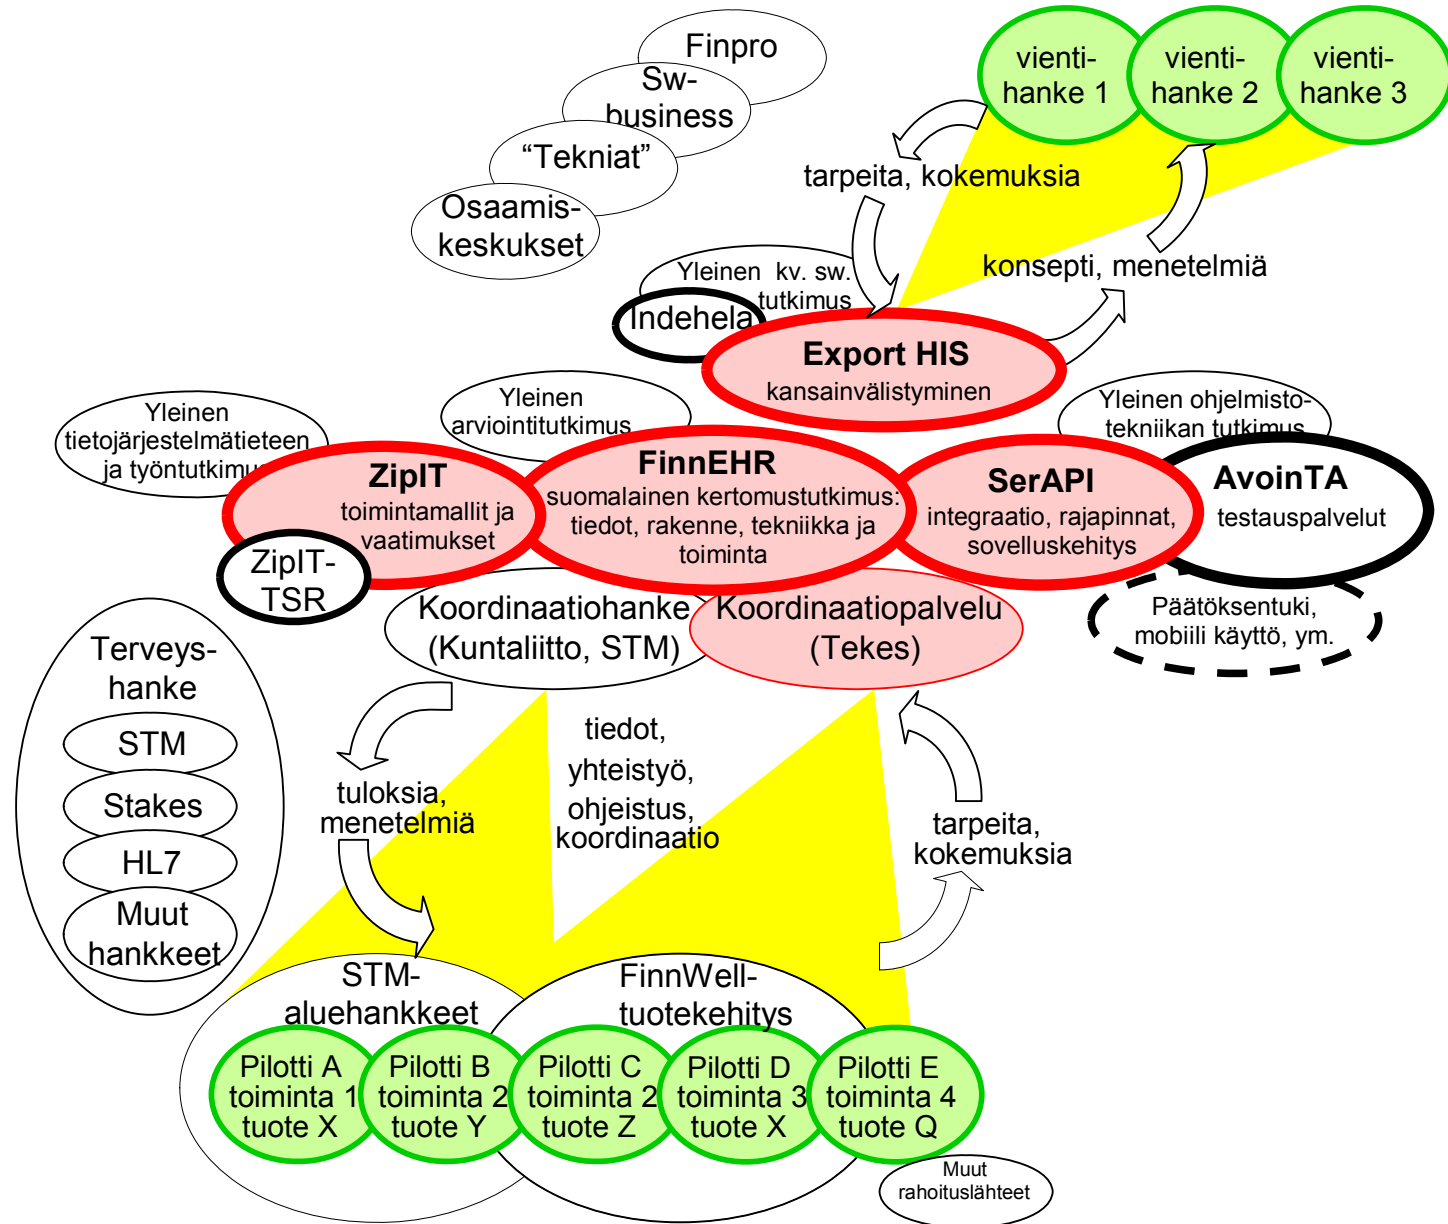 Finpro
Sw-
business
“Tekniat”
Osaamis-
keskukset
vienti-
hanke 1
vienti-
hanke 2
vienti-
hanke 3
tarpeita, kokemuksia
konsepti, menetelmiä
Yleinen kv. sw.
tutkimus
Indehela
Export HIS
kansainvälistyminen
Yleinen
tietojärjestelmätieteen
ja työntutkimus
Yleinen
arviointitutkimus
Yleinen ohjelmisto-
tekniikan tutkimus
ZipIT
toimintamallit ja
vaatimukset
FinnEHR
suomalainen kertomustutkimus:
tiedot, rakenne, tekniikka ja
toiminta
SerAPI
integraatio, rajapinnat,
sovelluskehitys
AvoinTA
testauspalvelut
ZipIT-
TSR
Koordinaatiohanke
(Kuntaliitto, STM)
Koordinaatiopalvelu
(Tekes)
Päätöksentuki,
mobiili käyttö, ym.
Terveys-
hanke
STM
Stakes
HL7
Muut
hankkeet
tuloksia,
menetelmiä
tiedot,
yhteistyö,
ohjeistus,
koordinaatio
tarpeita,
kokemuksia
STM-
aluehankkeet
FinnWell-
tuotekehitys
Pilotti A
toiminta 1
tuote X
Pilotti B
toiminta 2
tuote Y
Pilotti C
toiminta 2
tuote Z
Pilotti D
toiminta 3
tuote X
Pilotti E
toiminta 4
tuote Q
Muut
rahoituslähteet